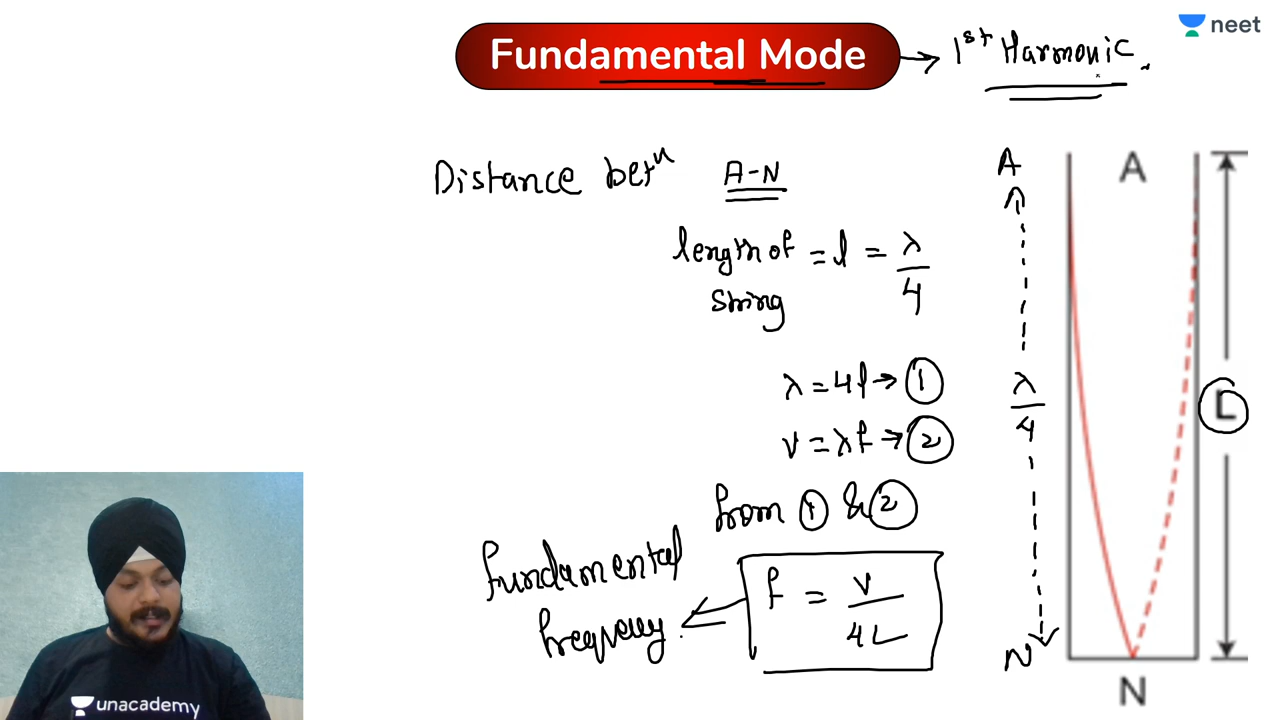 Fundamental Mode → 1st Harmonic
neet
Distance betn A-N
length of string = l = λ/4
λ = 4l → ①
v = λf → ②
from ① & ②
f = v/4L
fundamental frequency
A
λ/4
N
A
L
N
unacademy